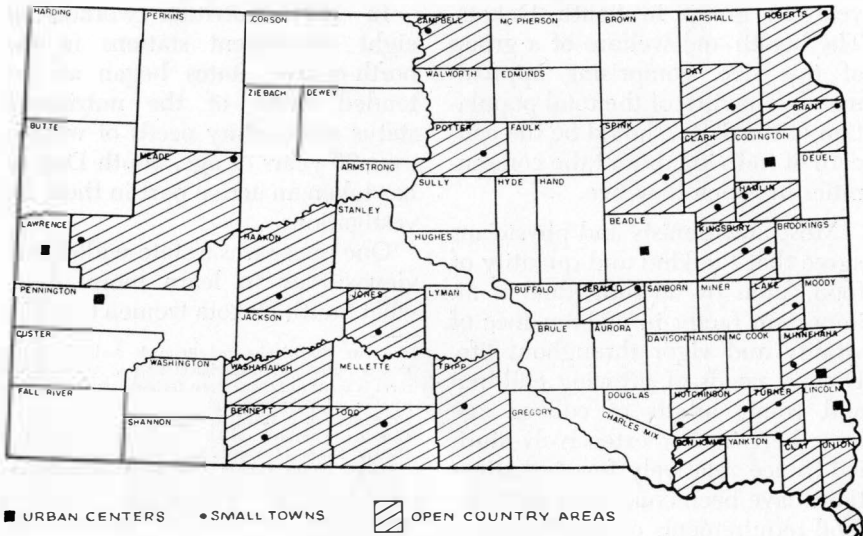 HARDING
PERKINS
CORSON
CAMPBELL
MC PHERSON
BROWN
MARSHALL
ROBERTS
WALWORTH
EDMUNDS
DAY
ZIEBACH
DEWEY
GRANT
BUTTE
POTTER
FAULK
SPINK
CLARK
CODINGTON
MEADE
DEUEL
ARMSTRONG
SULLY
HYDE
HAND
HAMLIN
LAWRENCE
STANLEY
HUGHES
BEADLE
KINGSBURY
BROOKINGS
HAAKON
PENNINGTON
JONES
LYMAN
BUFFALO
JERAULD
SANBORN
MINER
LAKE
MOODY
JACKSON
CUSTER
BRULE
AURORA
DAVISON
HANSON
MC COOK
MINNEHAHA
WASHINGTON
WASHABAUGH
MELLETTE
TRIPP
FALL RIVER
DOUGLAS
HUTCHINSON
TURNER
LINCOLN
SHANNON
BENNETT
TODD
GREGORY
CHARLES MIX
BON HOMME
YANKTON
CLAY
UNION
URBAN CENTERS
SMALL TOWNS
OPEN COUNTRY AREAS